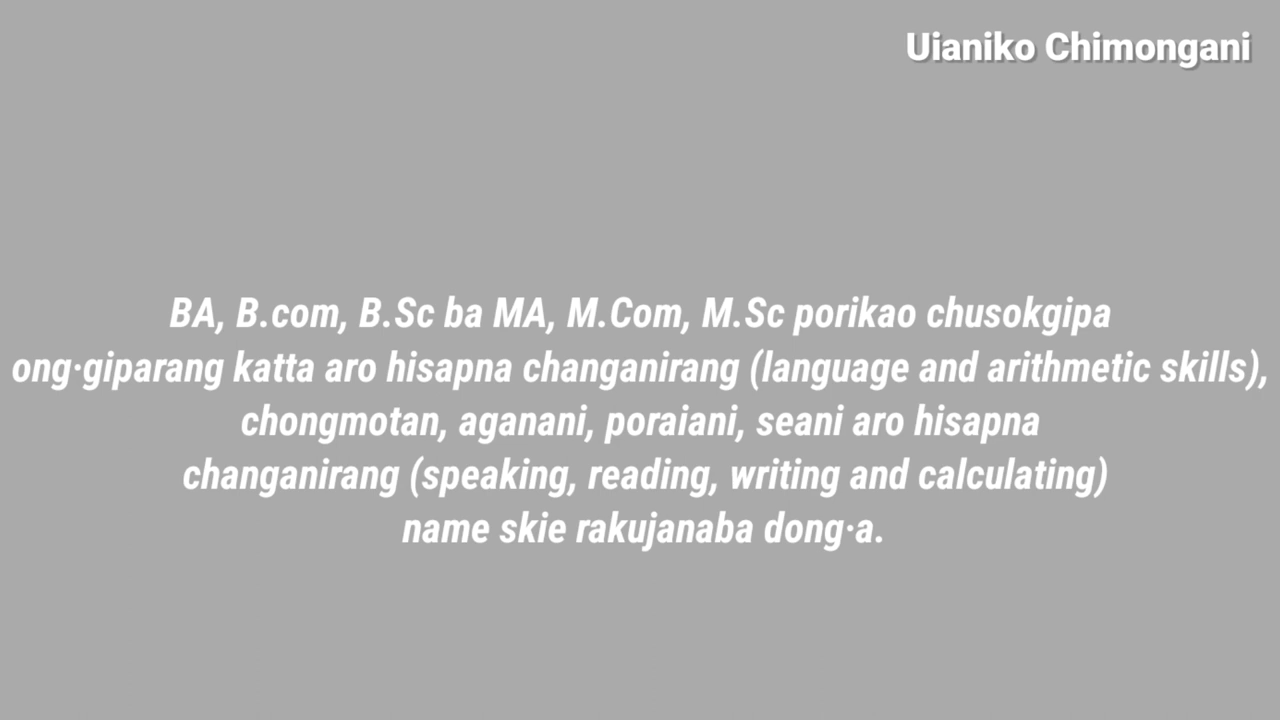 Uianiko Chimongani
BA, B.com, B.Sc ba MA, M.Com, M.Sc porikao chusokgipa
ong·giparang katta aro hisapna changanirang (language and arithmetic skills),
chongmotan, aganani, poraiani, seani aro hisapna
changanirang (speaking, reading, writing and calculating)
name skie rakujanaba dong·a.